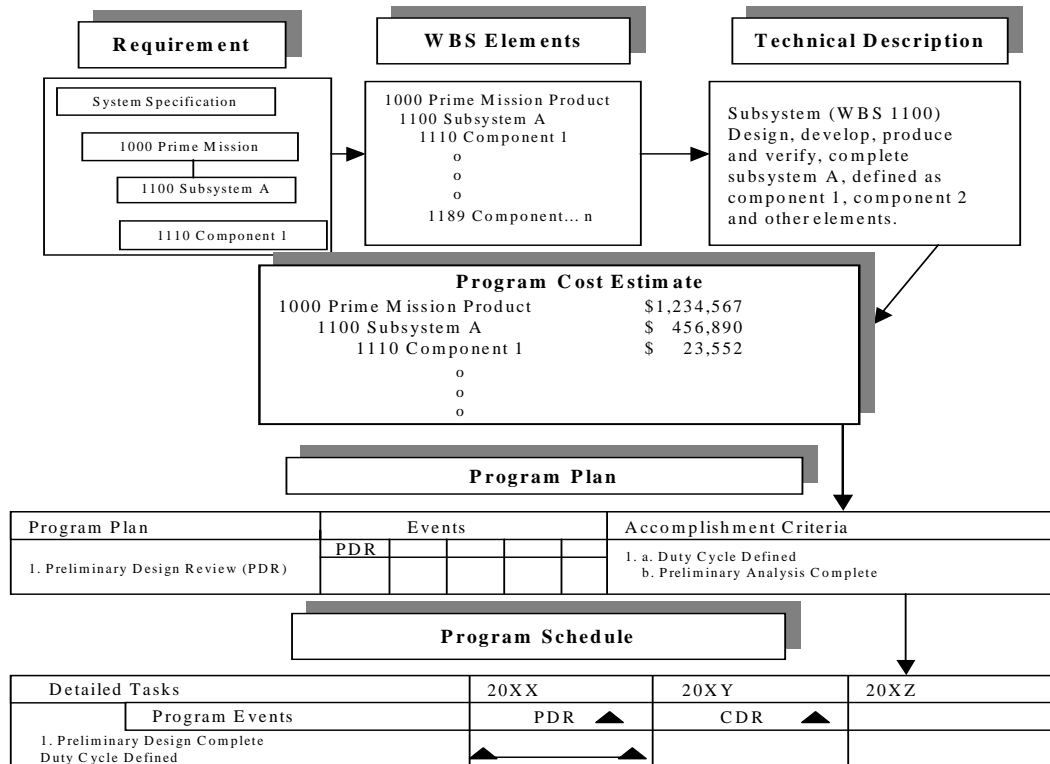 Requirement
WBS Elements
Technical Description
System Specification
1000 Prime Mission
1100 Subsystem A
1110 Component 1
1000 Prime Mission Product
1100 Subsystem A
1110 Component 1
o
o
o
1189 Component... n
Subsystem (WBS 1100)
Design, develop, produce
and verify, complete
subsystem A, defined as
component 1, component 2
and other elements.
Program Cost Estimate
1000 Prime Mission Product $1,234,567
1100 Subsystem A $ 456,890
1110 Component 1 $ 23,552
o
o
o
Program Plan
Program Plan Events Accomplishment Criteria
PDR
1. Preliminary Design Review (PDR)
1. a. Duty Cycle Defined
b. Preliminary Analysis Complete
Program Schedule
Detailed Tasks 20XX 20XY 20XZ
Program Events PDR CDR
1. Preliminary Design Complete
Duty Cycle Defined